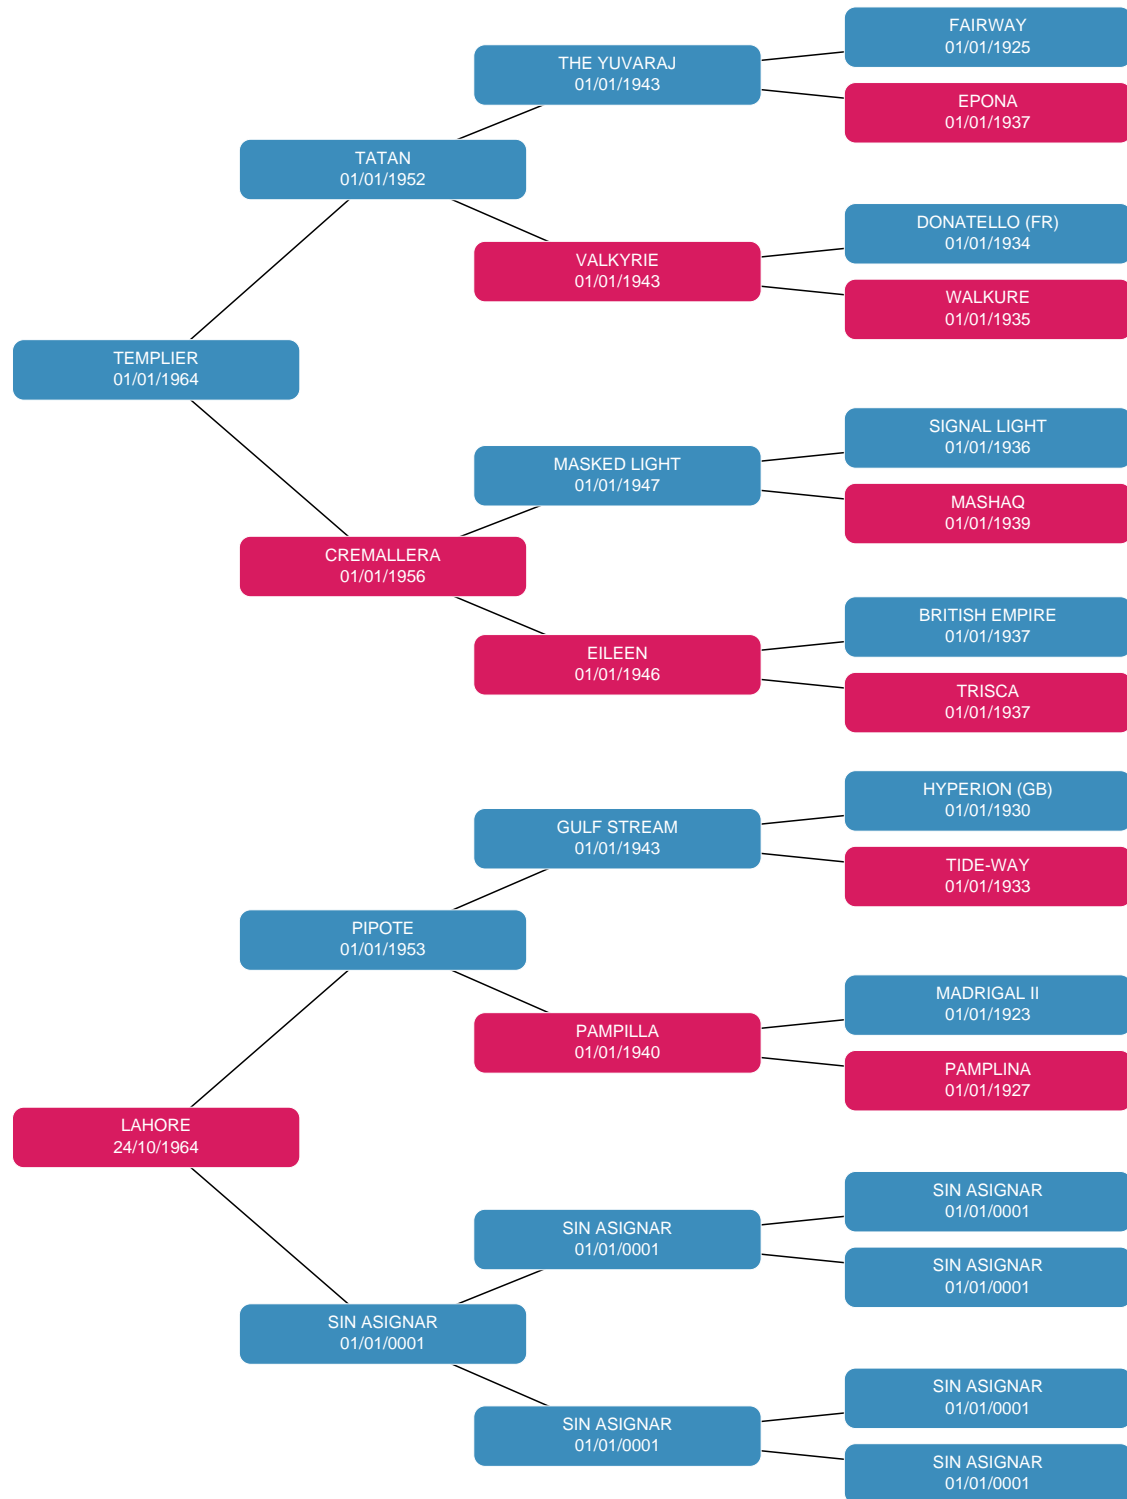 FAIRWAY
01/01/1925
THE YUVARAJ
01/01/1943
EPONA
01/01/1937
TATAN
01/01/1952
DONATELLO (FR)
01/01/1934
VALKYRIE
01/01/1943
WALKURE
01/01/1935
TEMPLIER
01/01/1964
SIGNAL LIGHT
01/01/1936
MASKED LIGHT
01/01/1947
MASHAQ
01/01/1939
CREMALLERA
01/01/1956
BRITISH EMPIRE
01/01/1937
EILEEN
01/01/1946
TRISCA
01/01/1937
HYPERION (GB)
01/01/1930
GULF STREAM
01/01/1943
TIDE-WAY
01/01/1933
PIPOTE
01/01/1953
MADRIGAL II
01/01/1923
PAMPILLA
01/01/1940
PAMPLINA
01/01/1927
LAHORE
24/10/1964
SIN ASIGNAR
01/01/0001
SIN ASIGNAR
01/01/0001
SIN ASIGNAR
01/01/0001
SIN ASIGNAR
01/01/0001
SIN ASIGNAR
01/01/0001
SIN ASIGNAR
01/01/0001
SIN ASIGNAR
01/01/0001